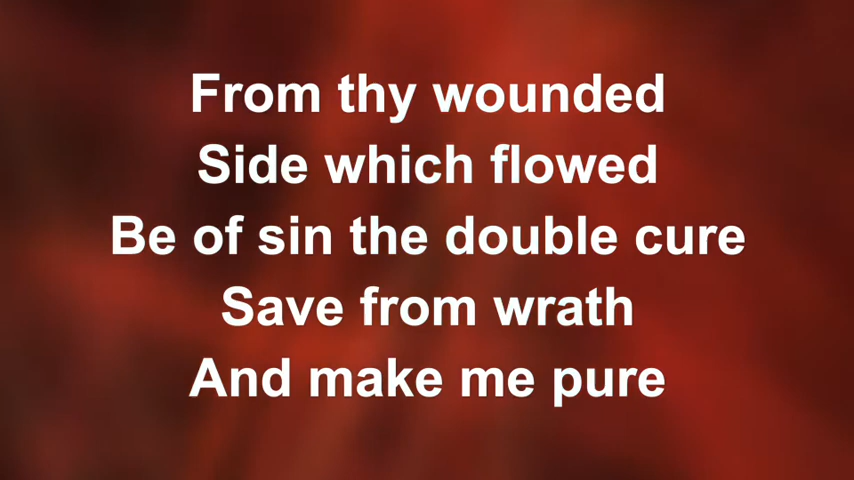 From thy wounded
Side which flowed
Be of sin the double cure
Save from wrath
And make me pure